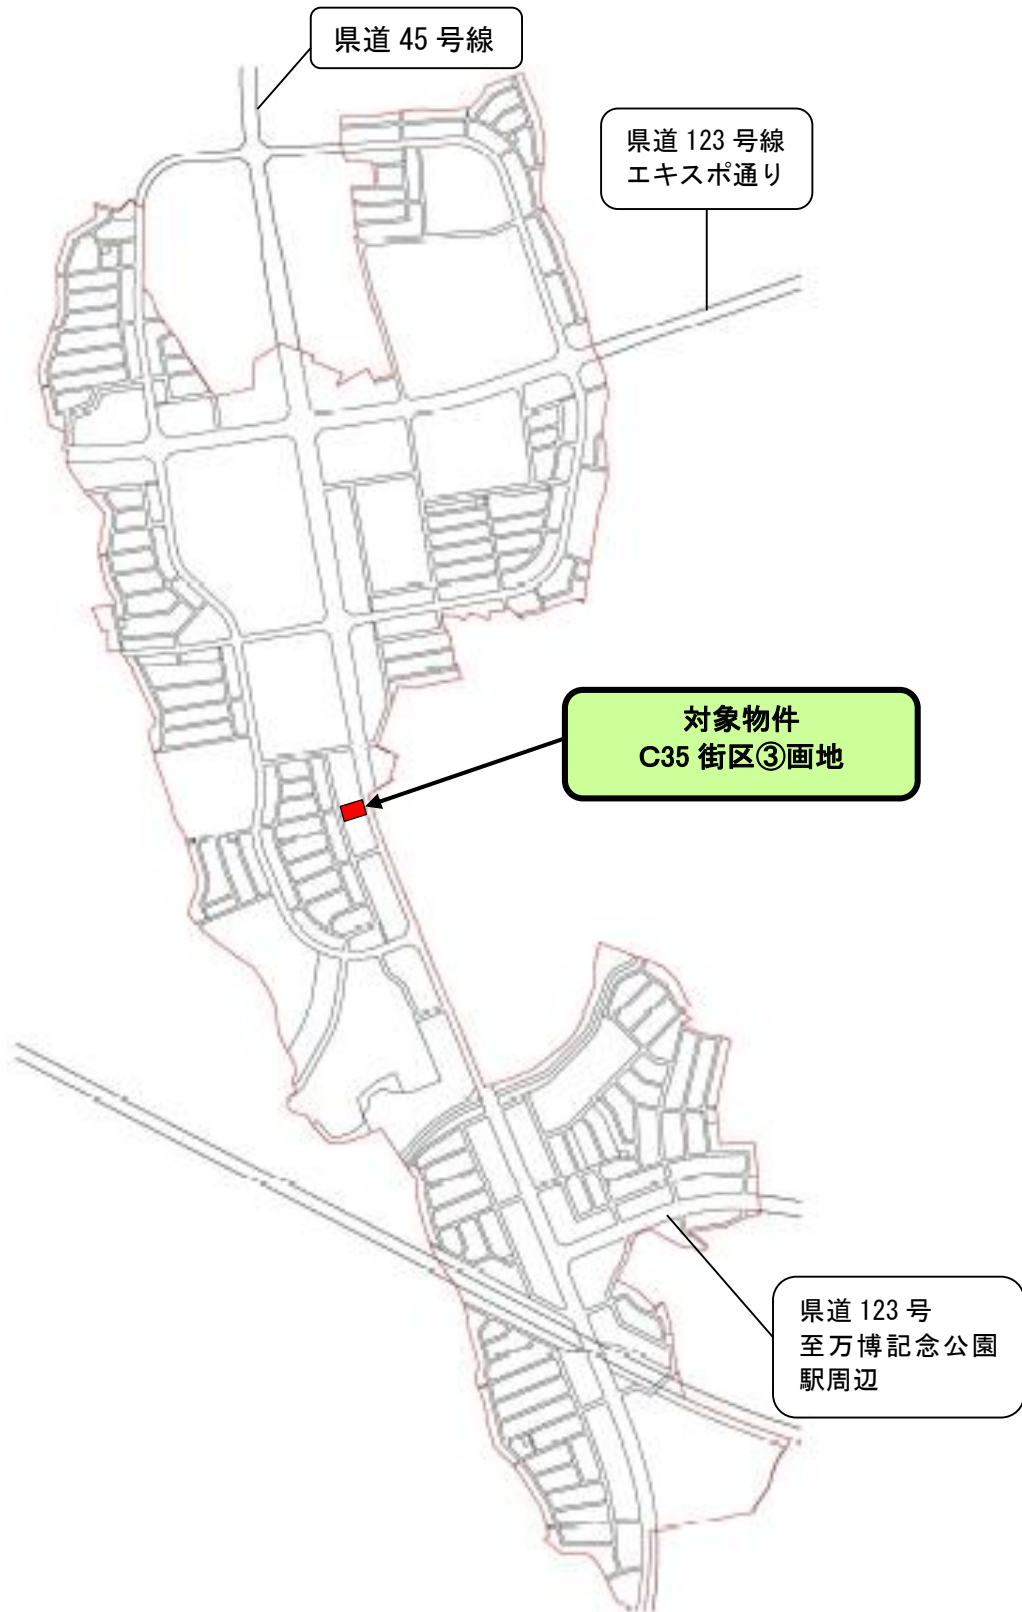 県道 45 号線
県道 123 号線
エキスポ通り
対象物件
C35 街区③画地
県道 123 号
至万博記念公園
駅周辺